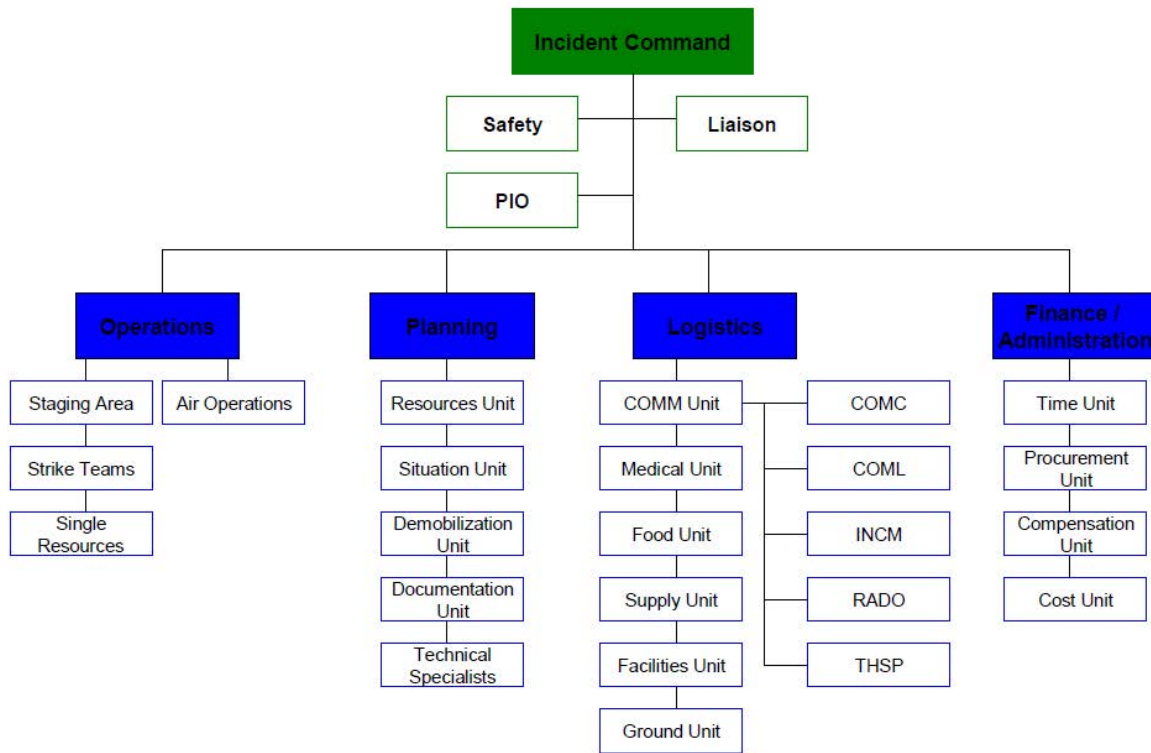 Incident Command
Safety
Liaison
PIO
Operations
Planning
Logistics
Finance /
Administration
Staging Area
Air Operations
Strike Teams
Single
Resources
Resources Unit
Situation Unit
Demobilization
Unit
Documentation
Unit
Technical
Specialists
COMM Unit
Medical Unit
Food Unit
Supply Unit
Facilities Unit
Ground Unit
COMC
COML
INCM
RADO
THSP
Time Unit
Procurement
Unit
Compensation
Unit
Cost Unit